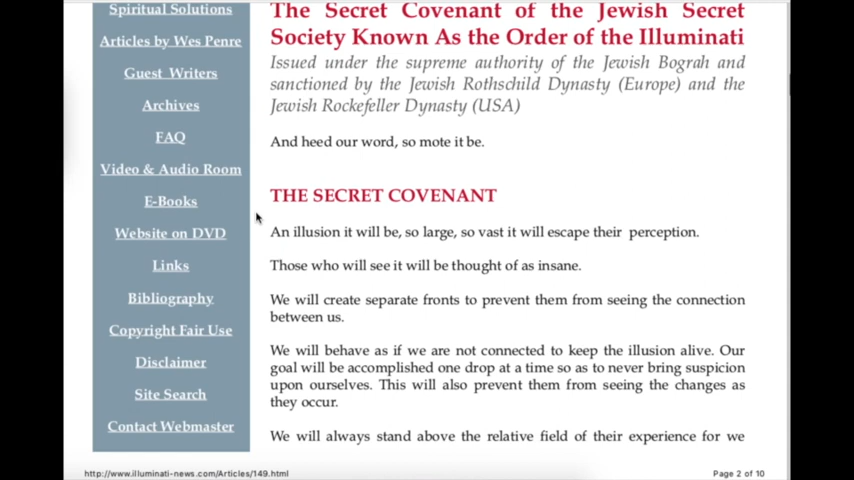 Spiritual Solutions
Articles by Wes Penre
Guest Writers
Archives
FAQ
Video & Audio Room
E-Books
Website on DVD
Links
Bibliography
Copyright Fair Use
Disclaimer
Site Search
Contact Webmaster
The Secret Covenant of the Jewish Secret
Society Known As the Order of the Illuminati
Issued under the supreme authority of the Jewish Bograh and
sanctioned by the Jewish Rothschild Dynasty (Europe) and the
Jewish Rockefeller Dynasty (USA)
And heed our word, so mote it be.
THE SECRET COVENANT
An illusion it will be, so large, so vast it will escape their perception.
Those who will see it will be thought of as insane.
We will create separate fronts to prevent them from seeing the connection
between us.
We will behave as if we are not connected to keep the illusion alive. Our
goal will be accomplished one drop at a time so as to never bring suspicion
upon ourselves. This will also prevent them from seeing the changes as
they occur.
We will always stand above the relative field of their experience for we
http://www.illuminati-news.com/Articles/149.html
Page 2 of 10